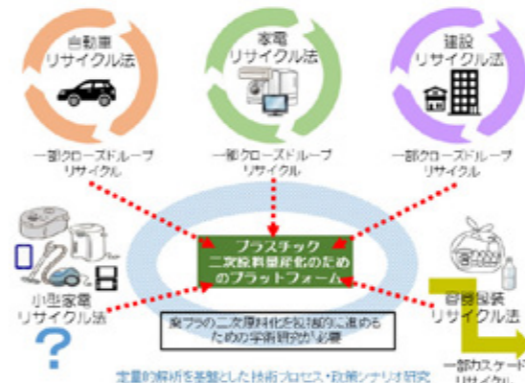 自動車
リサイクル法
家電
リサイクル法
建設
リサイクル法
一部クローズドループ
リサイクル
一部クローズドループ
リサイクル
一部クローズドループ
リサイクル
プラスチック
二次原料量産化のため
のプラットフォーム
小型家電
リサイクル法
?
容器包装
リサイクル法
廃プラの二次原料化を包括的に進める
ための学術研究が必要
一部カスケード
リサイクル
定量的解析を基盤とした技術プロセス・政策シナリオ研究